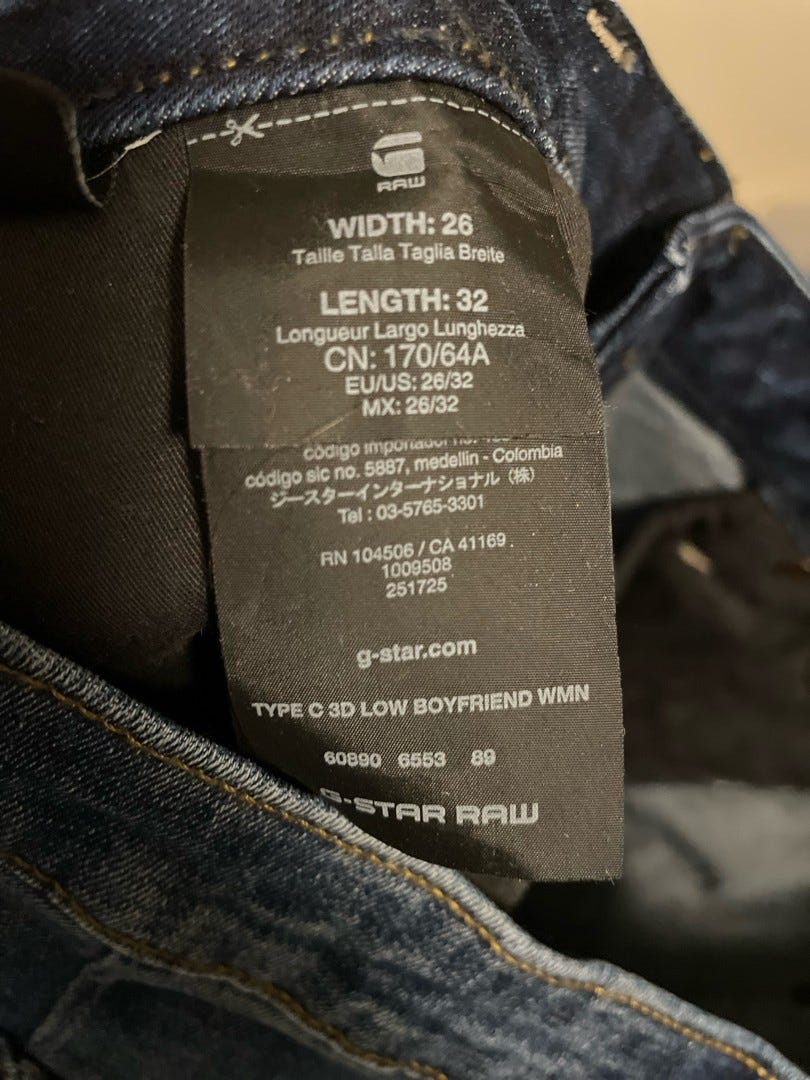 RAW
WIDTH: 26
Taille Talla Taglia Breite
LENGTH: 32
Longueur Largo Lunghezza
CN: 170/64A
EU/US: 26/32
MX: 26/32
código importador no.
código sic no. 5887, medellin - Colombia
ジースターインターナショナル (株)
Tel : 03-5765-3301
RN 104506 / CA 41169
1009508
251725
g-star.com
TYPE C 3D LOW BOYFRIEND WMN
60890 6553 89
G-STAR RAW